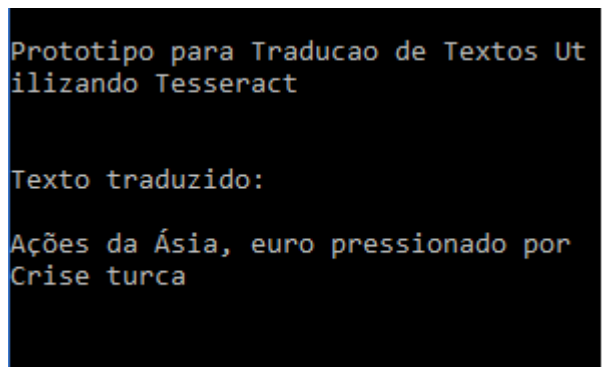 Prototipo para Traducao de Textos Ut
ilizando Tesseract
Texto traduzido:
Ações da Ásia, euro pressionado por
Crise turca